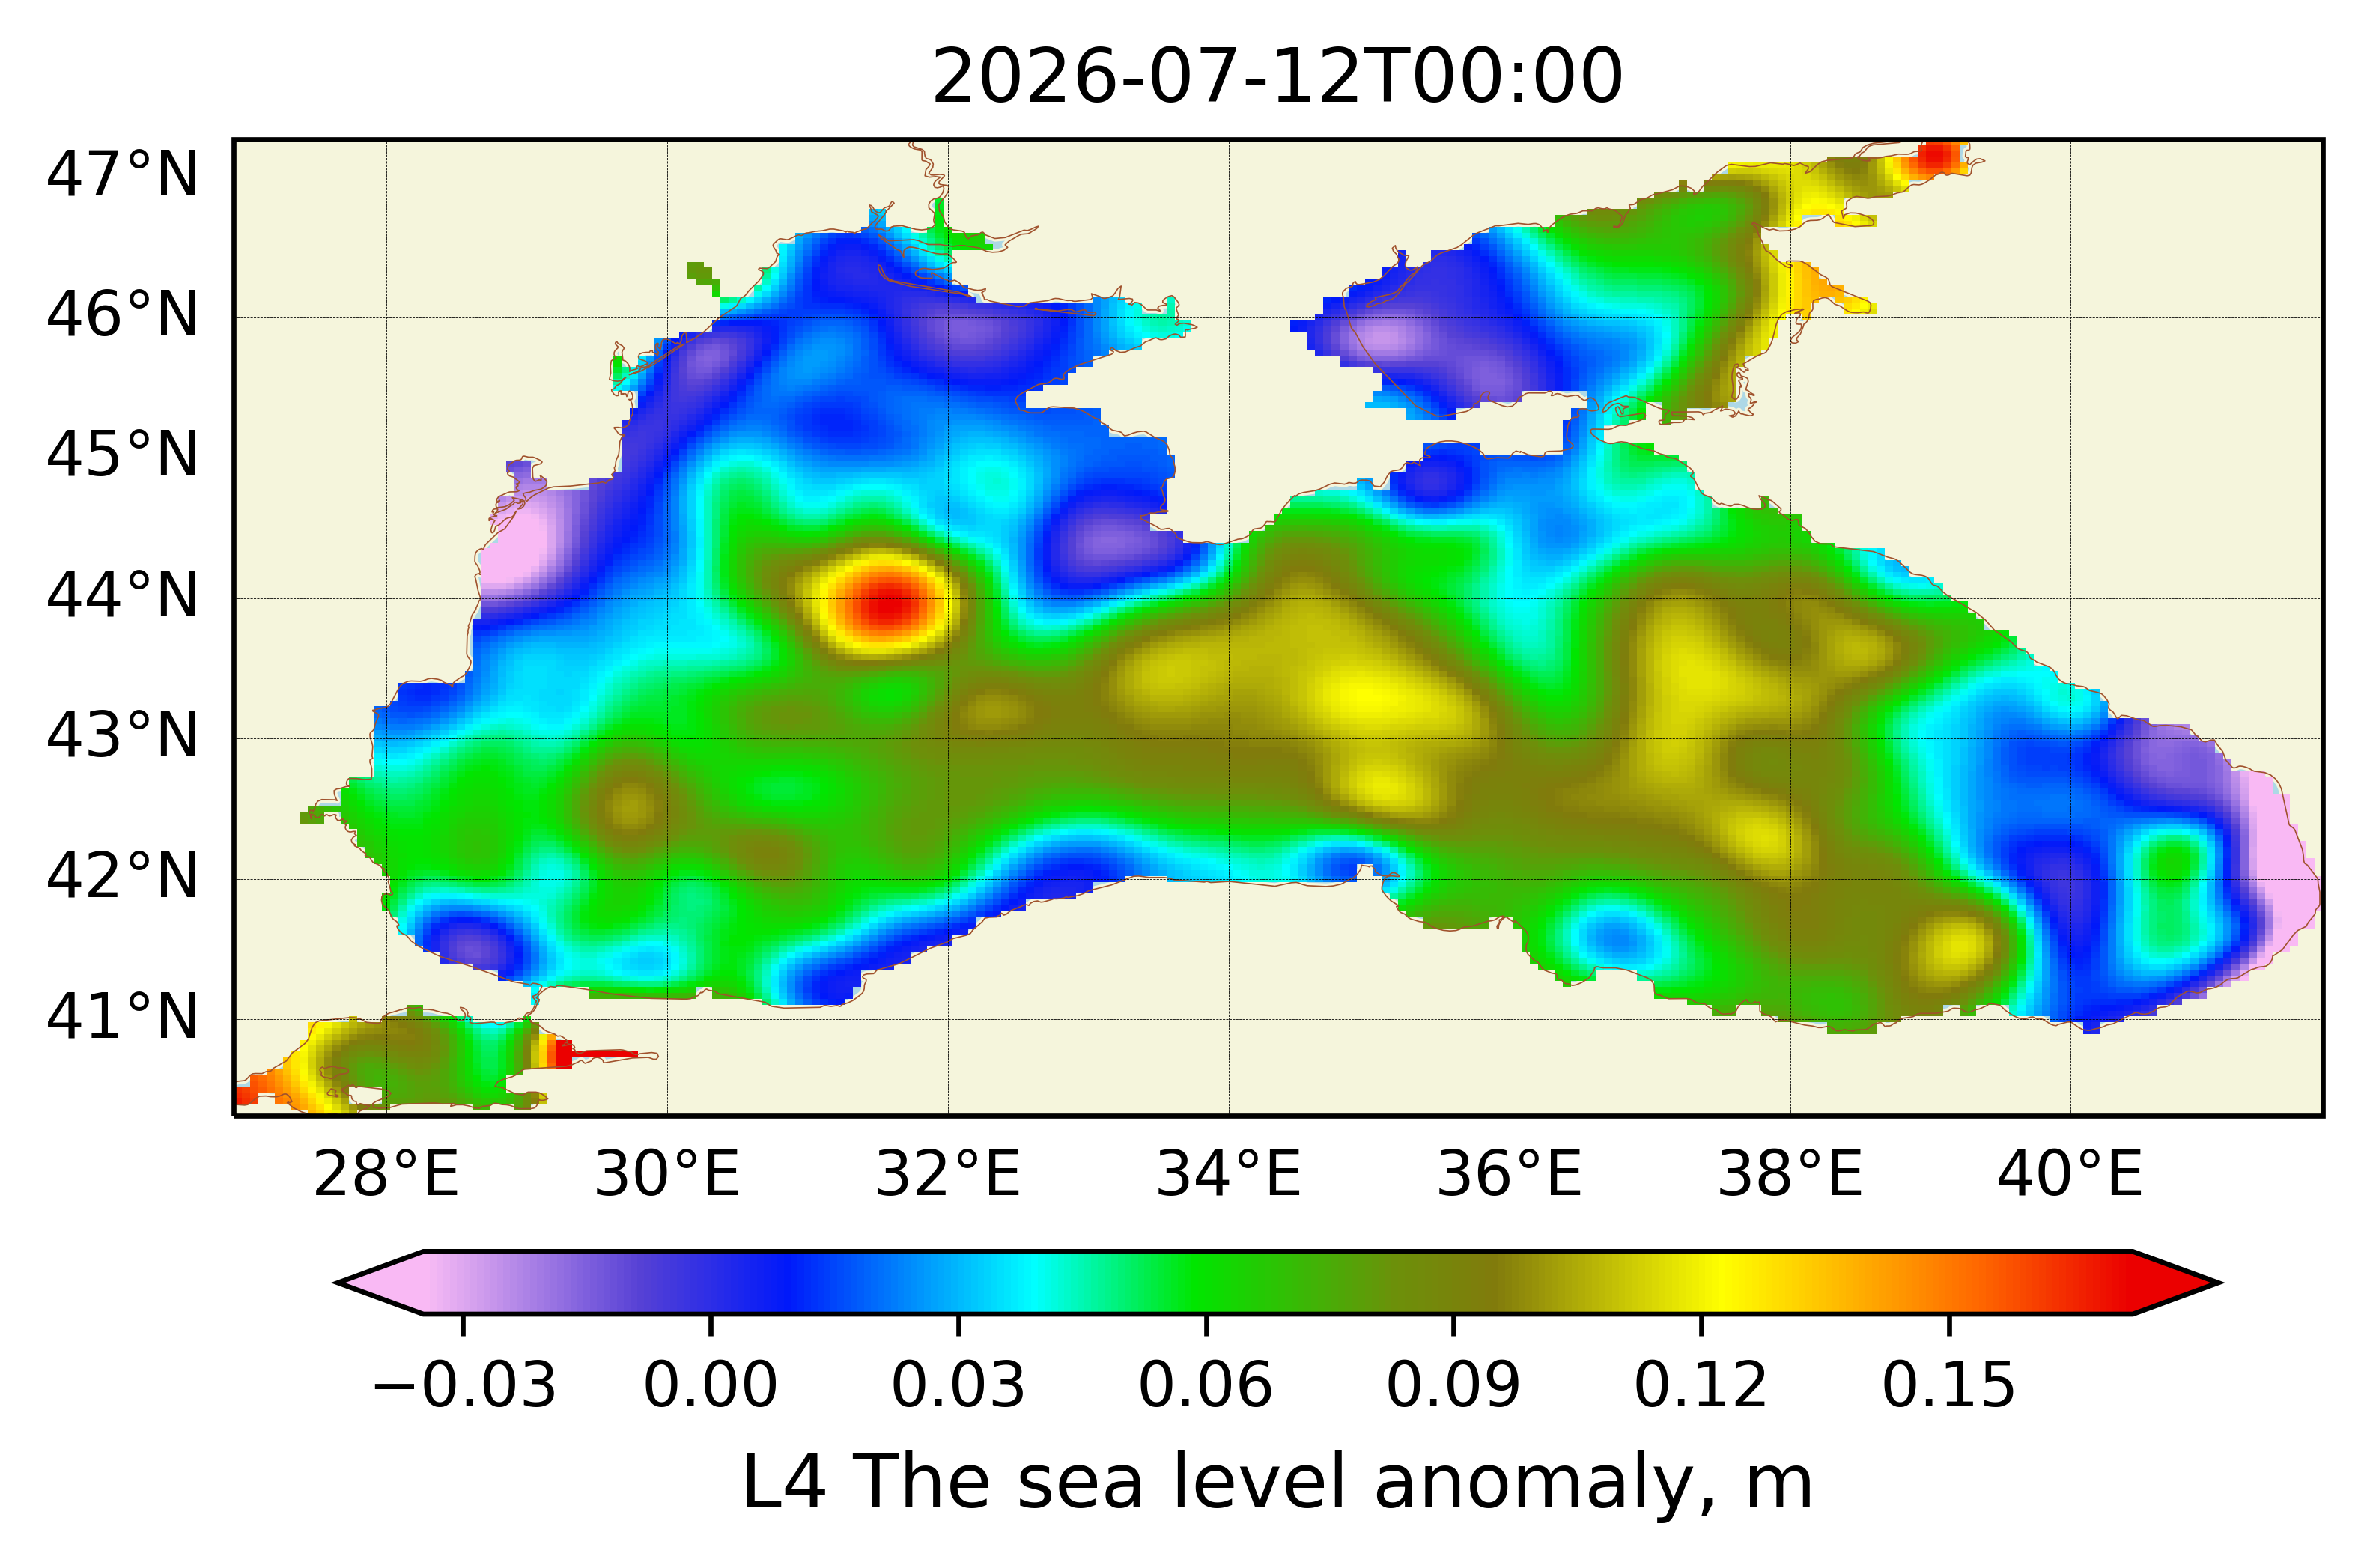 2026-07-12T00:00
47°N
46°N
45°N
44°N
43°N
42°N
41°N
28°E 30°E 32°E 34°E 36°E 38°E 40°E
−0.03 0.00 0.03 0.06 0.09 0.12 0.15
L4 The sea level anomaly, m